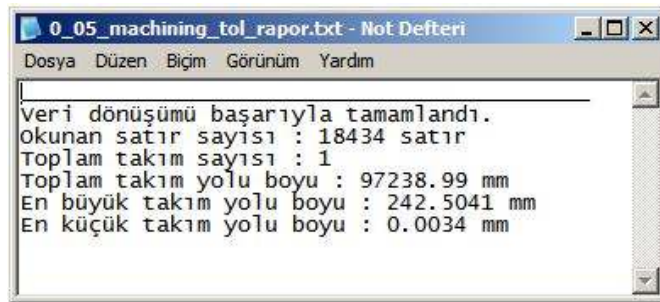 0_05_machining_tol_rapor.txt - Not Defteri
Dosya Düzen Biçim Görünüm Yardım
Veri dönüşümü başarıyla tamamlandı.
Okunan satır sayısı : 18434 satır
Toplam takım sayısı : 1
Toplam takım yolu boyu : 97238.99 mm
En büyük takım yolu boyu : 242.5041 mm
En küçük takım yolu boyu : 0.0034 mm